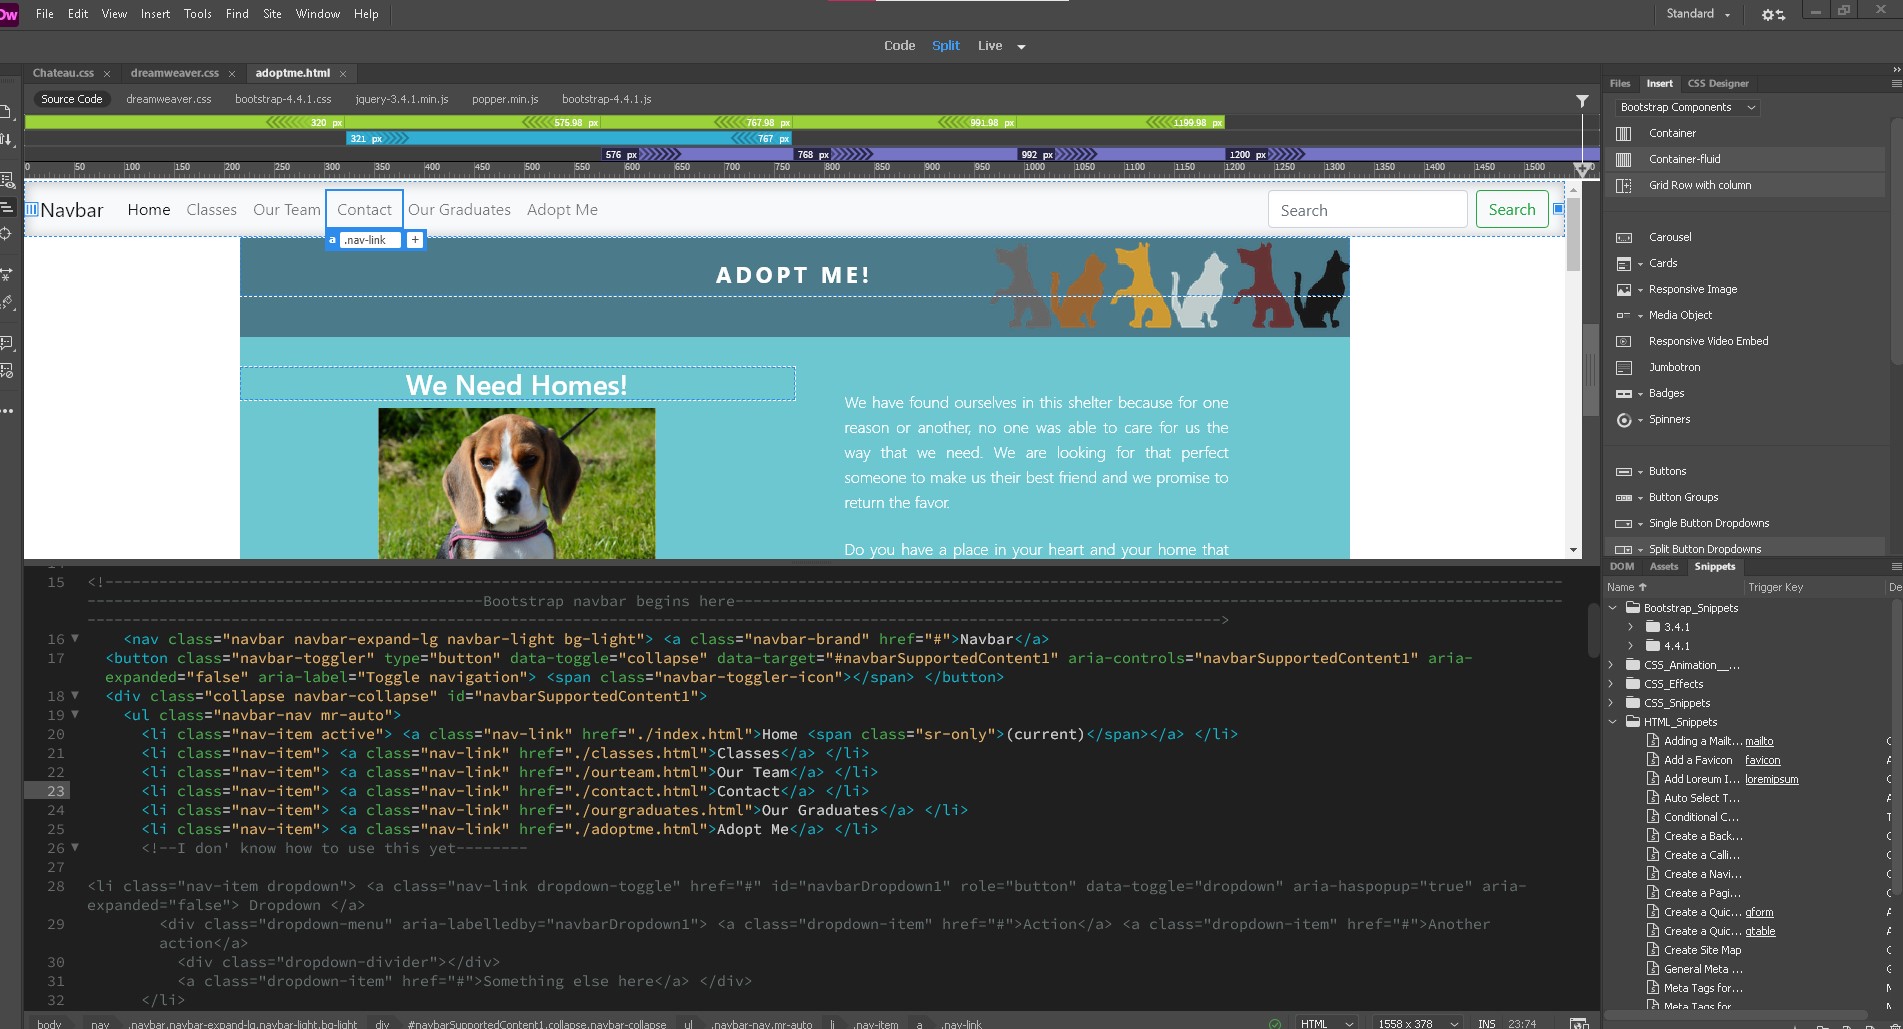 Dw File Edit View Insert Tools Find Site Window Help Standard
Code Split Live
Chateau.css × dreamweaver.css × adoptme.html ×
Source Code dreamweaver.css bootstrap-4.4.1.css jquery-3.4.1.min.js popper.min.js bootstrap-4.4.1.js
320 px 575.98 px 767.98 px 991.98 px 1199.98 px
321 px 767 px
576 px 768 px 992 px 1200 px
0 50 100 150 200 250 300 350 400 450 500 550 600 650 700 750 800 850 900 950 1000 1050 1100 1150 1200 1250 1300 1350 1400 1450 1500
Navbar Home Classes Our Team Contact Our Graduates Adopt Me Search Search
a .nav-link +
ADOPT ME!
We Need Homes!
We have found ourselves in this shelter because for one
reason or another, no one was able to care for us the
way that we need. We are looking for that perfect
someone to make us their best friend and we promise to
return the favor.
Do you have a place in your heart and your home that
15 <!------------------------------------------------------------------
--------------------Bootstrap navbar begins here--------------------
-------------------------------------------------------------------->
16 <nav class="navbar navbar-expand-lg navbar-light bg-light"> <a class="navbar-brand" href="#">Navbar</a>
17 <button class="navbar-toggler" type="button" data-toggle="collapse" data-target="#navbarSupportedContent1" aria-controls="navbarSupportedContent1" aria-
expanded="false" aria-label="Toggle navigation"> <span class="navbar-toggler-icon"></span> </button>
18 <div class="collapse navbar-collapse" id="navbarSupportedContent1">
19 <ul class="navbar-nav mr-auto">
20 <li class="nav-item active"> <a class="nav-link" href="./index.html">Home <span class="sr-only">(current)</span></a> </li>
21 <li class="nav-item"> <a class="nav-link" href="./classes.html">Classes</a> </li>
22 <li class="nav-item"> <a class="nav-link" href="./ourteam.html">Our Team</a> </li>
23 <li class="nav-item"> <a class="nav-link" href="./contact.html">Contact</a> </li>
24 <li class="nav-item"> <a class="nav-link" href="./ourgraduates.html">Our Graduates</a> </li>
25 <li class="nav-item"> <a class="nav-link" href="./adoptme.html">Adopt Me</a> </li>
26 <!--I don' know how to use this yet--------
27
28 <li class="nav-item dropdown"> <a class="nav-link dropdown-toggle" href="#" id="navbarDropdown1" role="button" data-toggle="dropdown" aria-haspopup="true" aria-
expanded="false"> Dropdown </a>
29 <div class="dropdown-menu" aria-labelledby="navbarDropdown1"> <a class="dropdown-item" href="#">Action</a> <a class="dropdown-item" href="#">Another
action</a>
30 <div class="dropdown-divider"></div>
31 <a class="dropdown-item" href="#">Something else here</a> </div>
32 </li>
body nav .navbar.navbar-expand-lg.navbar-light.bg-light div #navbarSupportedContent1.collapse.navbar-collapse ul .navbar-nav.mr-auto li .nav-item a .nav-link HTML 1558 x 378 INS 23:74
Files Insert CSS Designer
Bootstrap Components
Container
Container-fluid
Grid Row with column
Carousel
Cards
Responsive Image
Media Object
Responsive Video Embed
Jumbotron
Badges
Spinners
Buttons
Button Groups
Single Button Dropdowns
Split Button Dropdowns
DOM Assets Snippets
Name Trigger Key De
Bootstrap_Snippets
3.4.1
4.4.1
CSS_Animation__...
CSS_Effects
CSS_Snippets
HTML_Snippets
Adding a Mailt... mailto
Add a Favicon favicon
Add Loreum I... loremipsum
Auto Select T...
Conditional C...
Create a Back...
Create a Calli...
Create a Navi...
Create a Pagi...
Create a Quic... gform
Create a Quic... gtable
Create Site Map
General Meta ...
Meta Tags for...
Meta Tags for